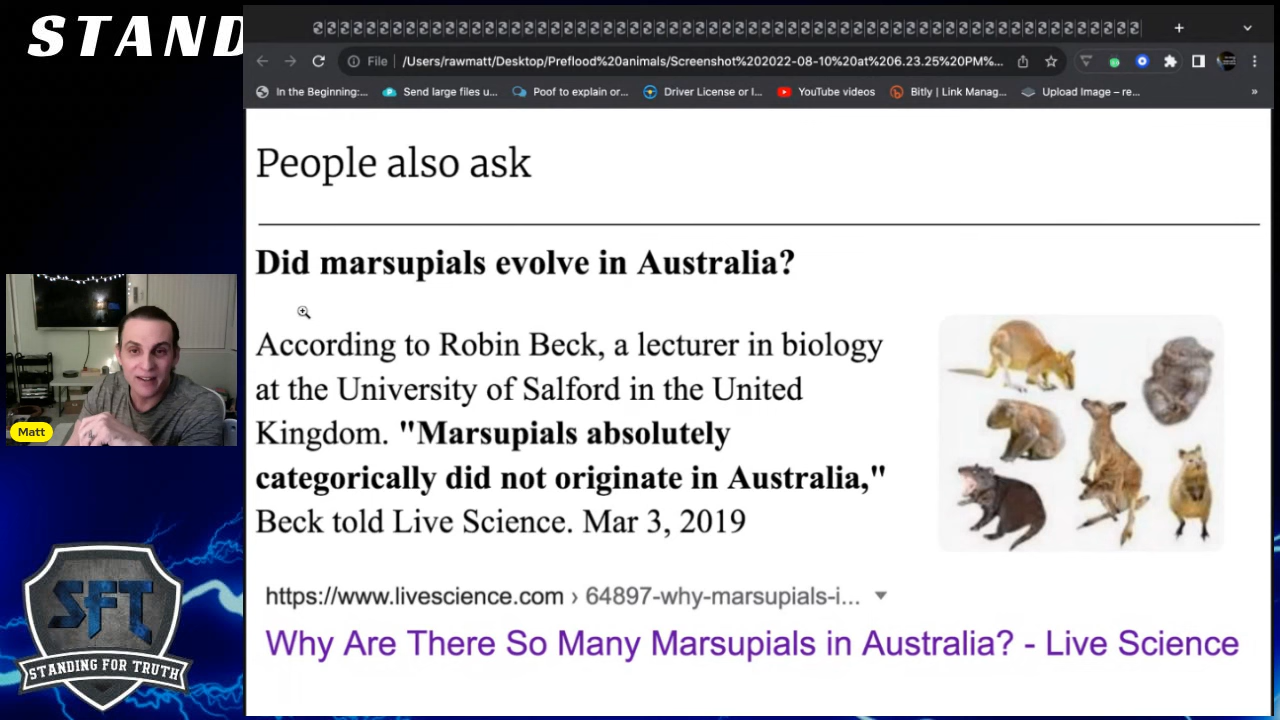 STAND
File /Users/rawmatt/Desktop/Preflood%20animals/Screenshot%202022-08-10%20at%206.23.25%20PM%...
In the Beginning:... Send large files u... Poof to explain or... Driver License or I... YouTube videos Bitly | Link Manag... Upload Image – re... »
People also ask
Did marsupials evolve in Australia?
According to Robin Beck, a lecturer in biology
at the University of Salford in the United
Kingdom. "Marsupials absolutely
categorically did not originate in Australia,"
Beck told Live Science. Mar 3, 2019
https://www.livescience.com › 64897-why-marsupials-i...
Why Are There So Many Marsupials in Australia? - Live Science
Matt
SFT
STANDING FOR TRUTH